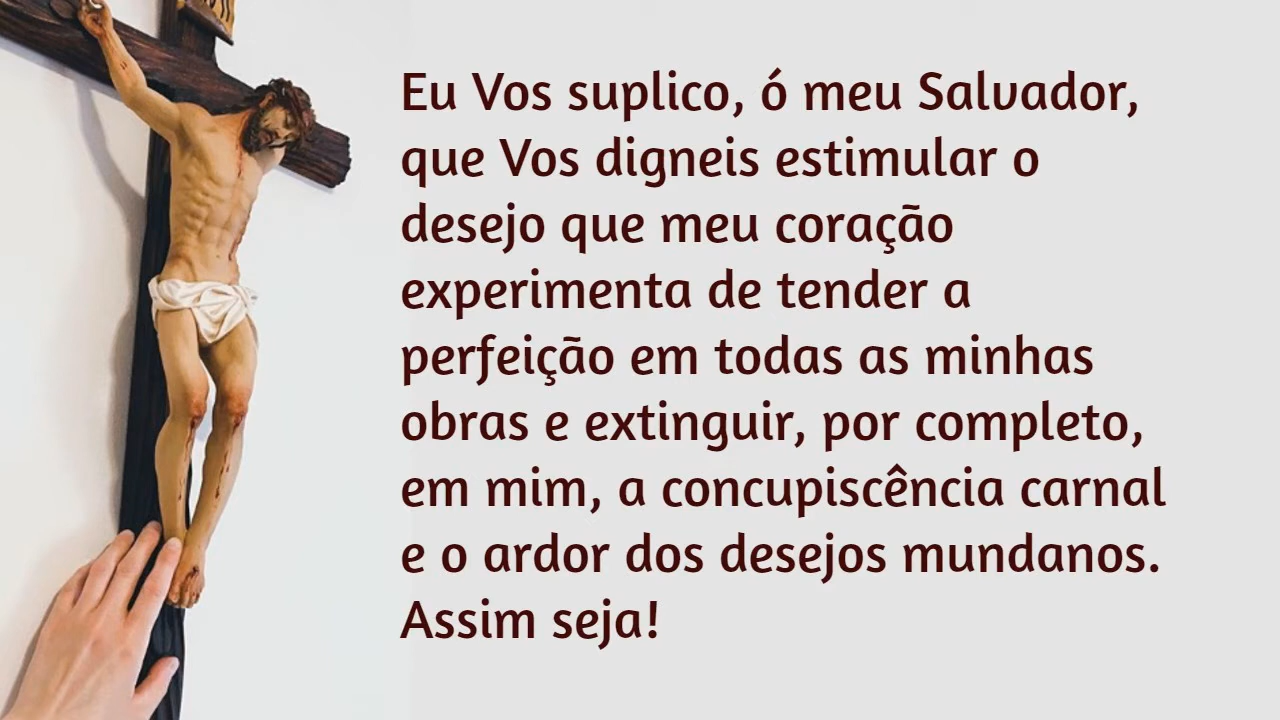 Eu Vos suplico, ó meu Salvador,
que Vos digneis estimular o
desejo que meu coração
experimenta de tender a
perfeição em todas as minhas
obras e extinguir, por completo,
em mim, a concupiscência carnal
e o ardor dos desejos mundanos.
Assim seja!